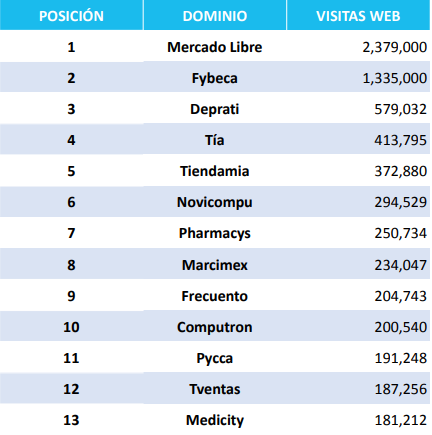 POSICIÓN DOMINIO VISITAS WEB
1 Mercado Libre 2,379,000
2 Fybeca 1,335,000
3 Deprati 579,032
4 Tía 413,795
5 Tiendamia 372,880
6 Novicompu 294,529
7 Pharmacys 250,734
8 Marcimex 234,047
9 Frecuento 204,743
10 Computron 200,540
11 Pycca 191,248
12 Tventas 187,256
13 Medicity 181,212